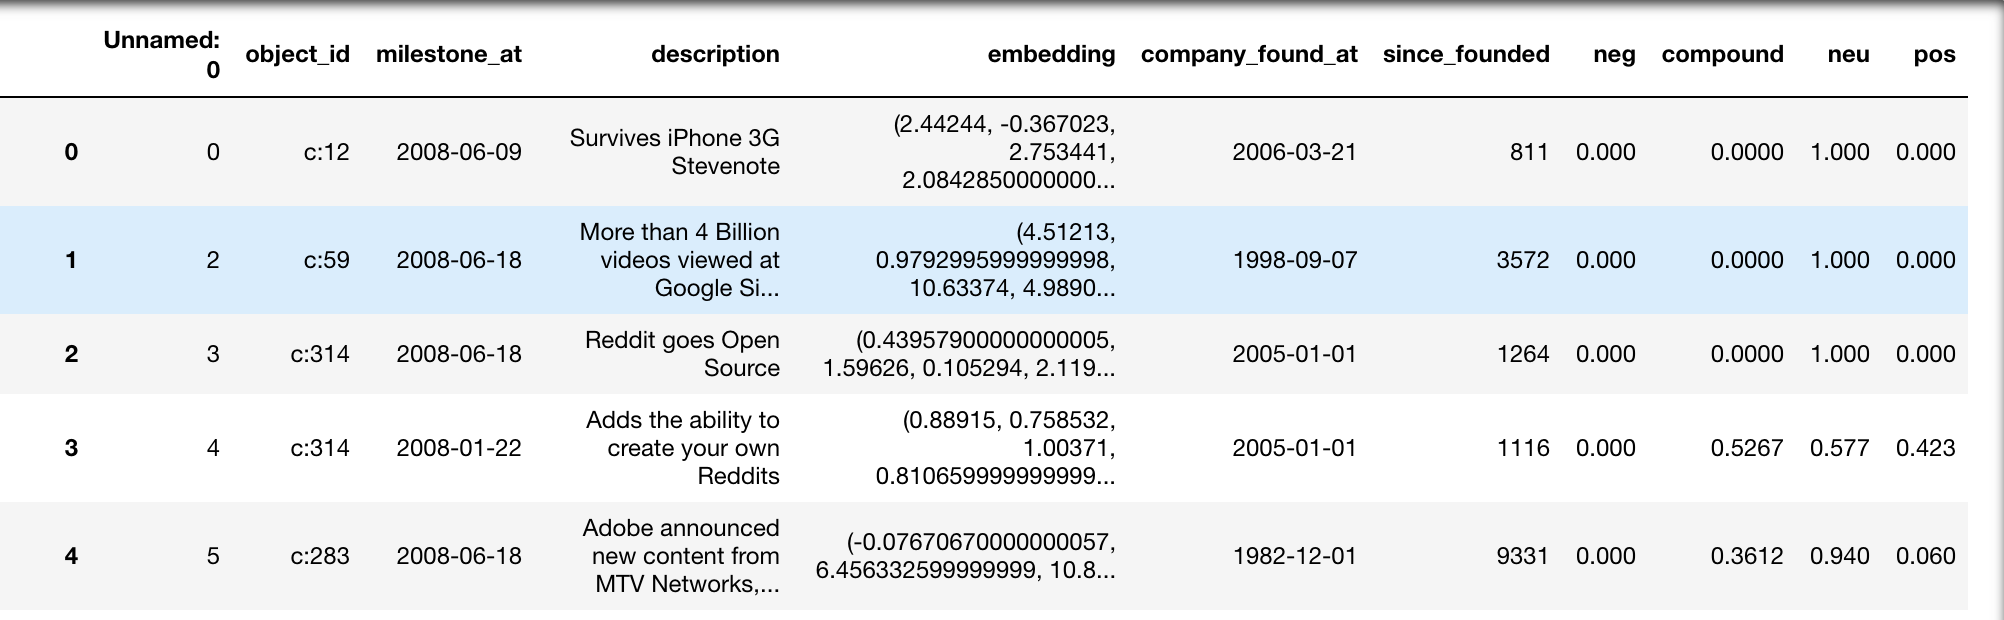 Unnamed: 0 object_id milestone_at description embedding company_found_at since_founded neg compound neu pos
0 0 c:12 2008-06-09 Survives iPhone 3G Stevenote (2.44244, -0.367023, 2.753441, 2.0842850000000... 2006-03-21 811 0.000 0.0000 1.000 0.000
1 2 c:59 2008-06-18 More than 4 Billion videos viewed at Google Si... (4.51213, 0.9792995999999998, 10.63374, 4.9890... 1998-09-07 3572 0.000 0.0000 1.000 0.000
2 3 c:314 2008-06-18 Reddit goes Open Source (0.43957900000000005, 1.59626, 0.105294, 2.119... 2005-01-01 1264 0.000 0.0000 1.000 0.000
3 4 c:314 2008-01-22 Adds the ability to create your own Reddits (0.88915, 0.758532, 1.00371, 0.810659999999999... 2005-01-01 1116 0.000 0.5267 0.577 0.423
4 5 c:283 2008-06-18 Adobe announced new content from MTV Networks,... (-0.07670670000000057, 6.456332599999999, 10.8... 1982-12-01 9331 0.000 0.3612 0.940 0.060